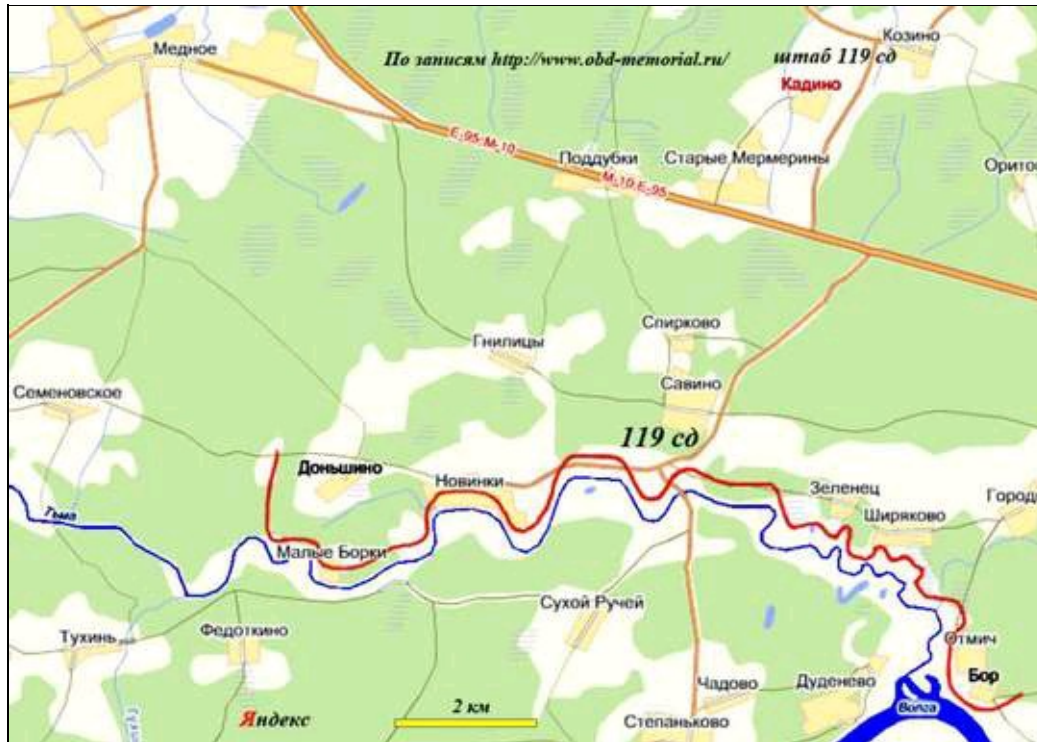 Козино
Медное
По записям http://www.obd-memorial.ru/
штаб 119 сд
Кадино
E-95 M-10
Поддубки
Старые Мермерины
M-10 E-95
Гнилицы
Спирково
Савино
Семеновское
119 сд
Доньшино
Новинки
Зеленец
Ширяково
Тьма
Малые Борки
Сухой Ручей
Тухинь
Федоткино
Отмич
Бор
Чадово
Дуденево
Волга
Яндекс
2 км
Степаньково